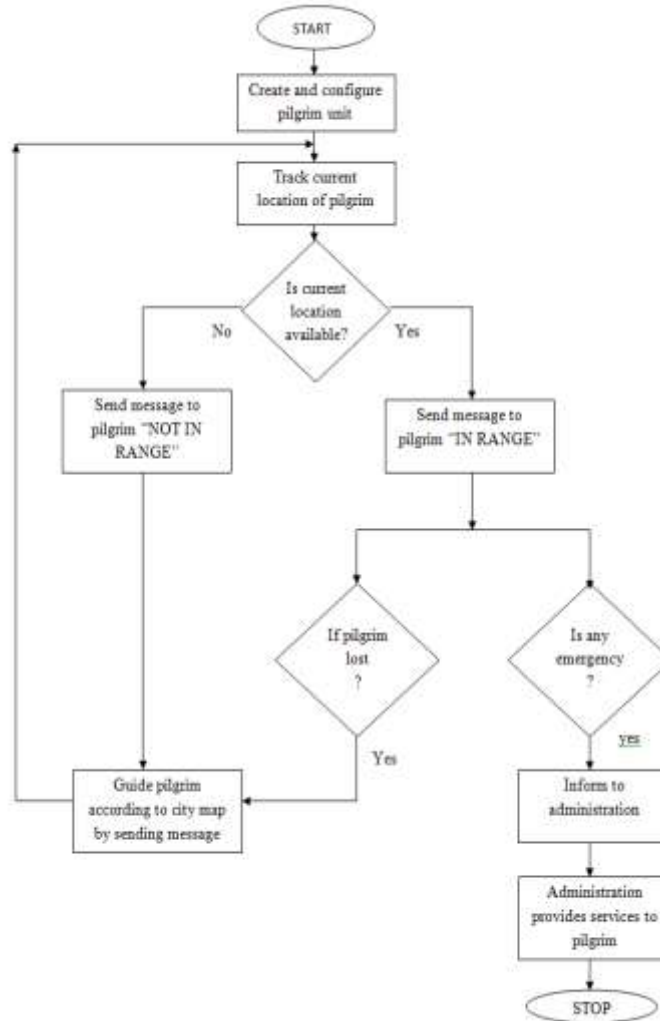 START
Create and configure
pilgrim unit
Track current
location of pilgrim
Is current
location
available?
No
Yes
Send message to
pilgrim “NOT IN
RANGE”
Send message to
pilgrim “IN RANGE”
If pilgrim
lost
?
Is any
emergency
?
Yes
yes
Guide pilgrim
according to city map
by sending message
Inform to
administration
Administration
provides services to
pilgrim
STOP